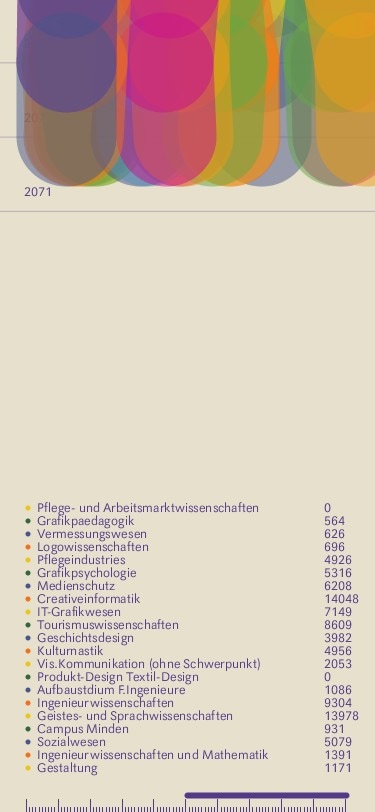 2071
Pflege- und Arbeitsmarktwissenschaften 0
Grafikpaedagogik 564
Vermessungswesen 626
Logowissenschaften 696
Pflegeindustries 4926
Grafikpsychologie 5316
Medienschutz 6208
Creativeinformatik 14048
IT-Grafikwesen 7149
Tourismuswissenschaften 8609
Geschichtsdesign 3982
Kulturnastik 4956
Vis.Kommunikation (ohne Schwerpunkt) 2053
Produkt-Design Textil-Design 0
Aufbaustdium F.Ingenieure 1086
Ingenieurwissenschaften 9304
Geistes- und Sprachwissenschaften 13978
Campus Minden 931
Sozialwesen 5079
Ingenieurwissenschaften und Mathematik 1391
Gestaltung 1171